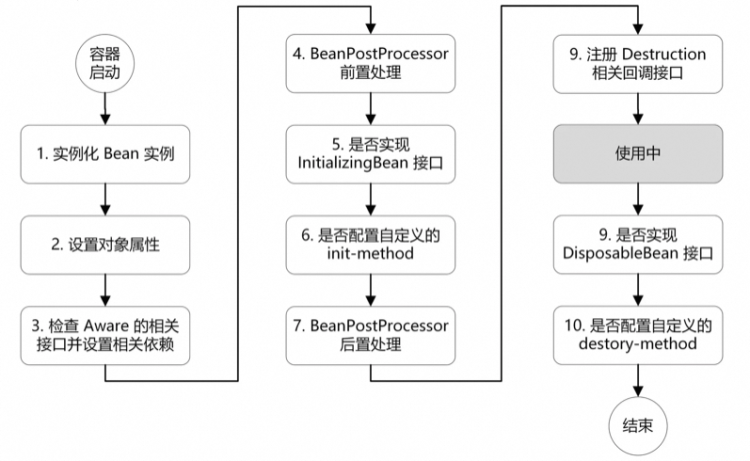 容器
启动
1. 实例化 Bean 实例
2. 设置对象属性
3. 检查 Aware 的相关
接口并设置相关依赖
4. BeanPostProcessor
前置处理
5. 是否实现
InitializingBean 接口
6. 是否配置自定义的
init-method
7. BeanPostProcessor
后置处理
9. 注册 Destruction
相关回调接口
使用中
9. 是否实现
DisposableBean 接口
10. 是否配置自定义的
destory-method
结束